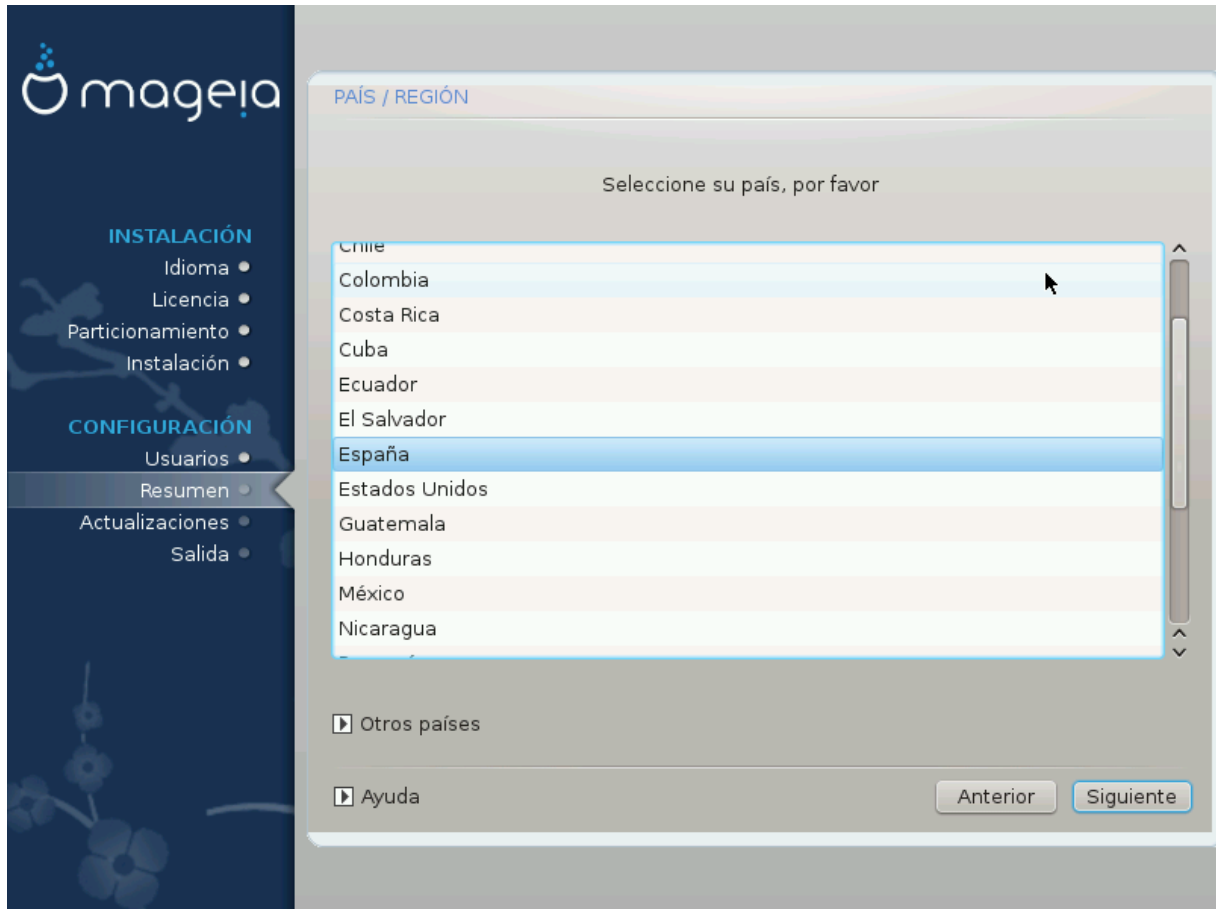 mageia
INSTALACIÓN
Idioma
Licencia
Particionamiento
Instalación
CONFIGURACIÓN
Usuarios
Resumen
Actualizaciones
Salida
PAÍS / REGIÓN
Seleccione su país, por favor
Chile
Colombia
Costa Rica
Cuba
Ecuador
El Salvador
España
Estados Unidos
Guatemala
Honduras
México
Nicaragua
Otros países
Ayuda
Anterior
Siguiente